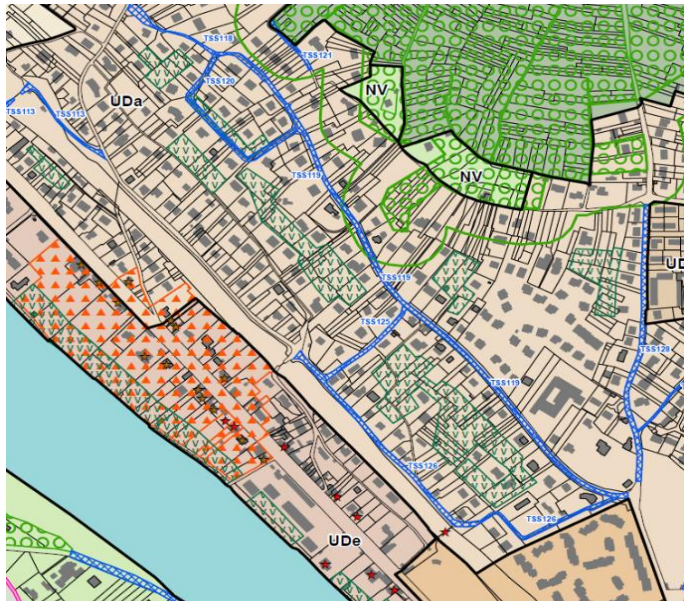 TSS118
TSS121
TSS120
UDa
NV
TSS113
TSS113
TSS119
NV
TSS119
UD
TSS125
TSS128
TSS119
TSS126
TSS126
UDe